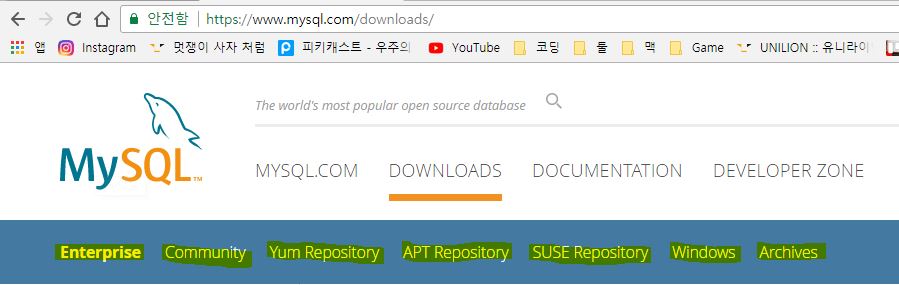 안전함 https://www.mysql.com/downloads/
앱 Instagram 멋쟁이 사자 처럼 피키캐스트 - 우주의 YouTube 코딩 툴 맥 Game UNILION :: 유니라이
The world's most popular open source database
MySQL™
MYSQL.COM DOWNLOADS DOCUMENTATION DEVELOPER ZONE
Enterprise Community Yum Repository APT Repository SUSE Repository Windows Archives